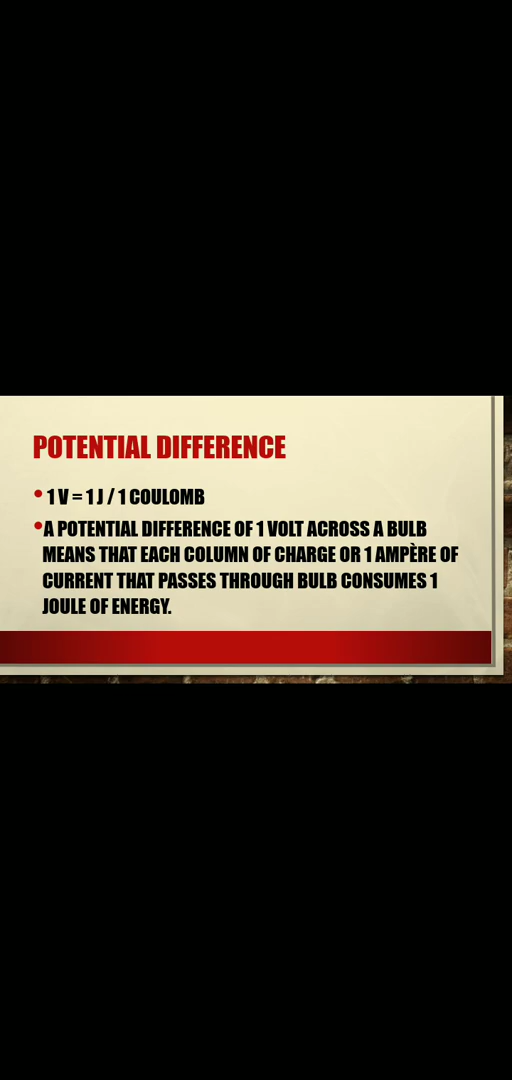 POTENTIAL DIFFERENCE
• 1 V = 1 J / 1 COULOMB
•A POTENTIAL DIFFERENCE OF 1 VOLT ACROSS A BULB
MEANS THAT EACH COLUMN OF CHARGE OR 1 AMPÈRE OF
CURRENT THAT PASSES THROUGH BULB CONSUMES 1
JOULE OF ENERGY.